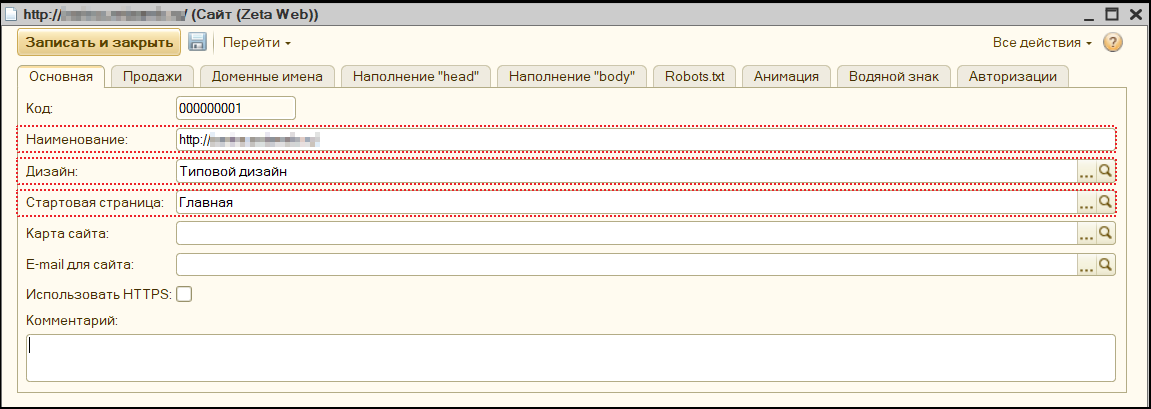 http:// / (Сайт (Zeta Web))
Записать и закрыть Перейти Все действия ?
Основная Продажи Доменные имена Наполнение "head" Наполнение "body" Robots.txt Анимация Водяной знак Авторизации
Код: 000000001
Наименование: http://
Дизайн: Типовой дизайн ...
Стартовая страница: Главная ...
Карта сайта: ...
E-mail для сайта: ...
Использовать HTTPS:
Комментарий: